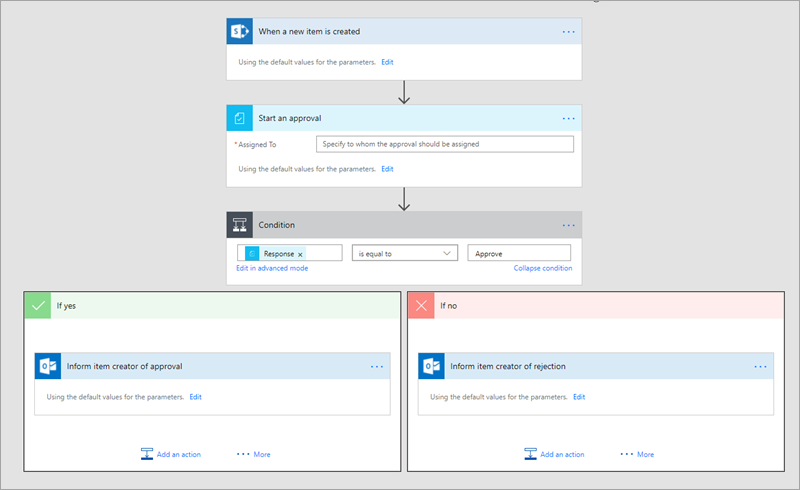 When a new item is created
Using the default values for the parameters. Edit
Start an approval
* Assigned To Specify to whom the approval should be assigned
Using the default values for the parameters. Edit
Condition
Response x is equal to Approve
Edit in advanced mode Collapse condition
If yes
If no
Inform item creator of approval
Inform item creator of rejection
Using the default values for the parameters. Edit
Using the default values for the parameters. Edit
Add an action More
Add an action More